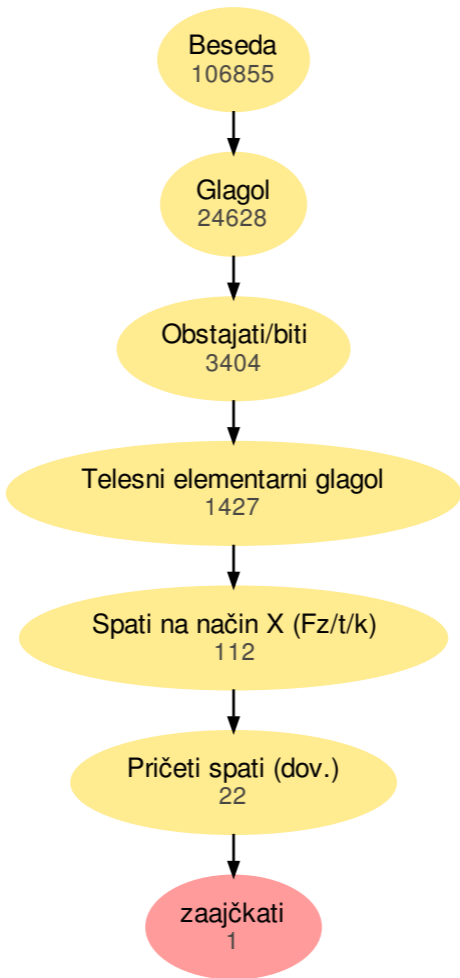 Beseda
106855
Glagol
24628
Obstajati/biti
3404
Telesni elementarni glagol
1427
Spati na način X (Fz/t/k)
112
Pričeti spati (dov.)
22
zaajčkati
1